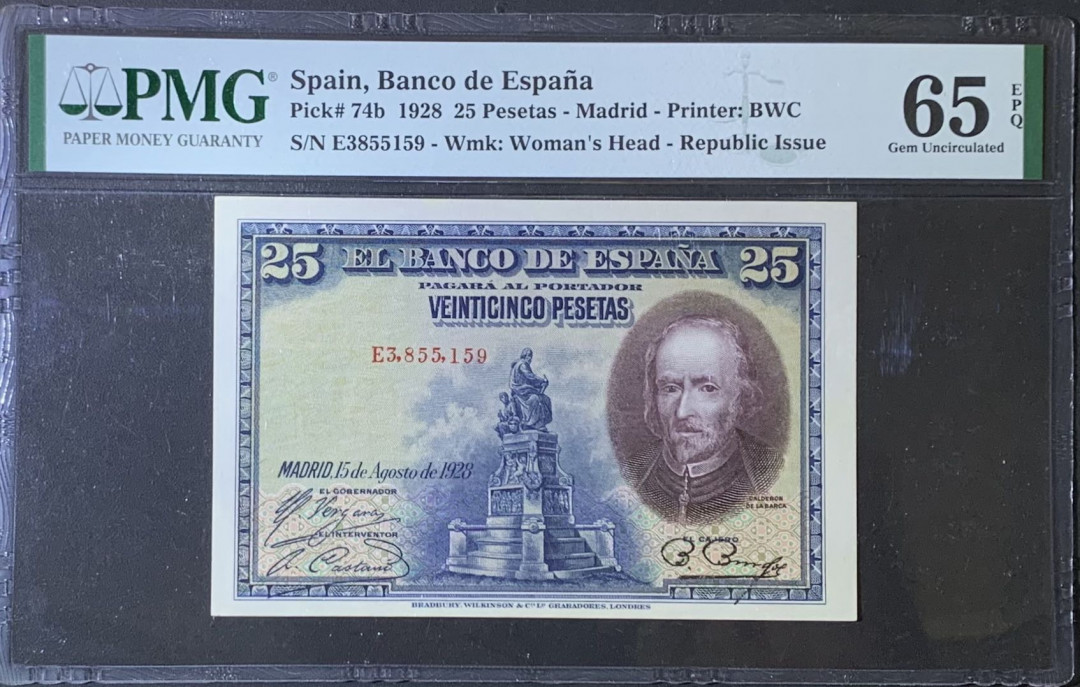 PMG®
PAPER MONEY GUARANTY
Spain, Banco de España
Pick# 74b 1928 25 Pesetas - Madrid - Printer: BWC
S/N E3855159 - Wmk: Woman's Head - Republic Issue
65 EPQ
Gem Uncirculated
25 EL BANCO DE ESPAÑA 25
PAGARÁ AL PORTADOR
VEINTICINCO PESETAS
E3,855,159
MADRID, 15 de Agosto de 1928
EL GOBERNADOR
Vergara
EL INTERVENTOR
A. Castaño
CALDERON
DE LA BARCA
EL CAJERO
BRADBURY, WILKINSON & Cº Lᴰ GRABADORES, LONDRES